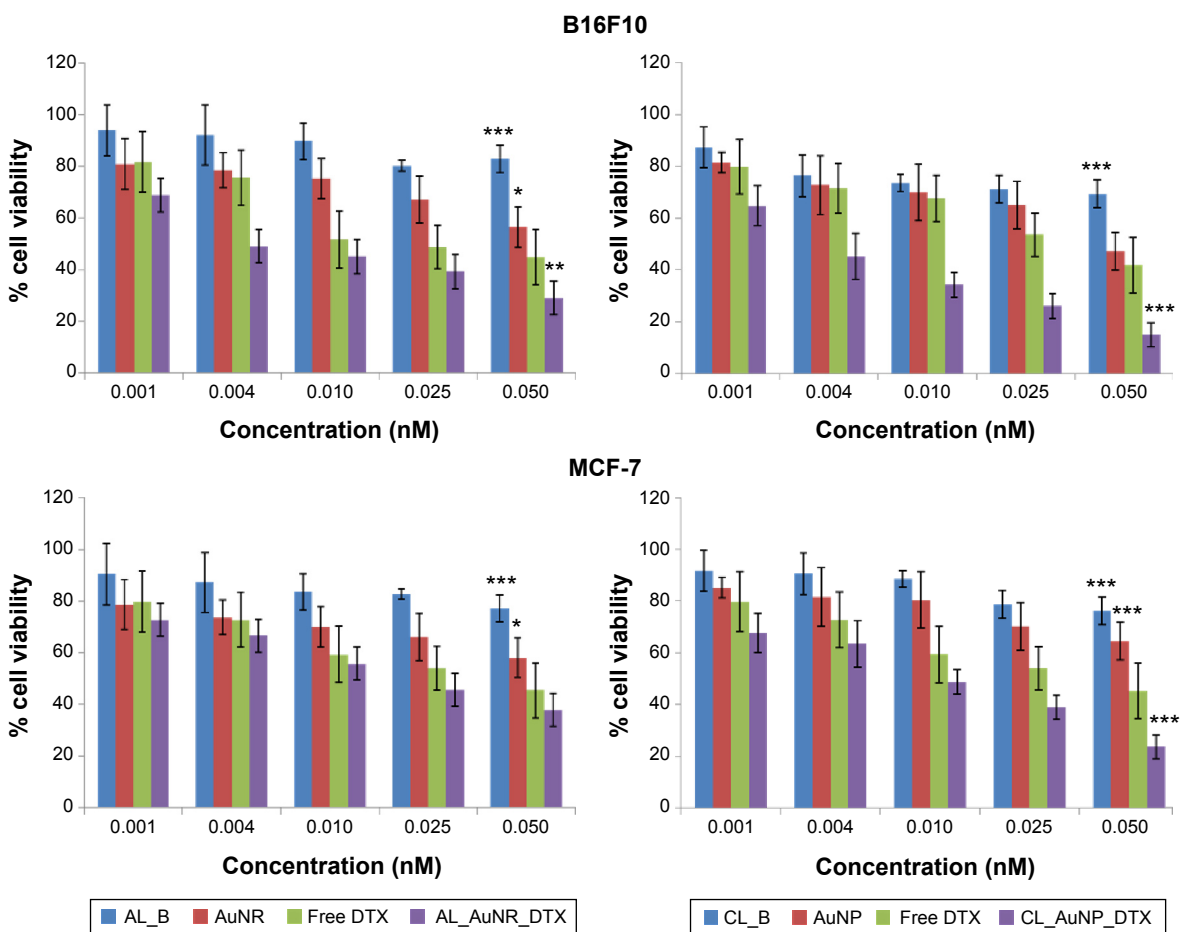 B16F10
120
100
80
60
40
20
0
% cell viability
***
*
**
0.001 0.004 0.010 0.025 0.050
Concentration (nM)
120
100
80
60
40
20
0
% cell viability
***
***
0.001 0.004 0.010 0.025 0.050
Concentration (nM)
MCF-7
120
100
80
60
40
20
0
% cell viability
***
*
0.001 0.004 0.010 0.025 0.050
Concentration (nM)
AL_B AuNR Free DTX AL_AuNR_DTX
120
100
80
60
40
20
0
% cell viability
***
***
***
0.001 0.004 0.010 0.025 0.050
Concentration (nM)
CL_B AuNP Free DTX CL_AuNP_DTX